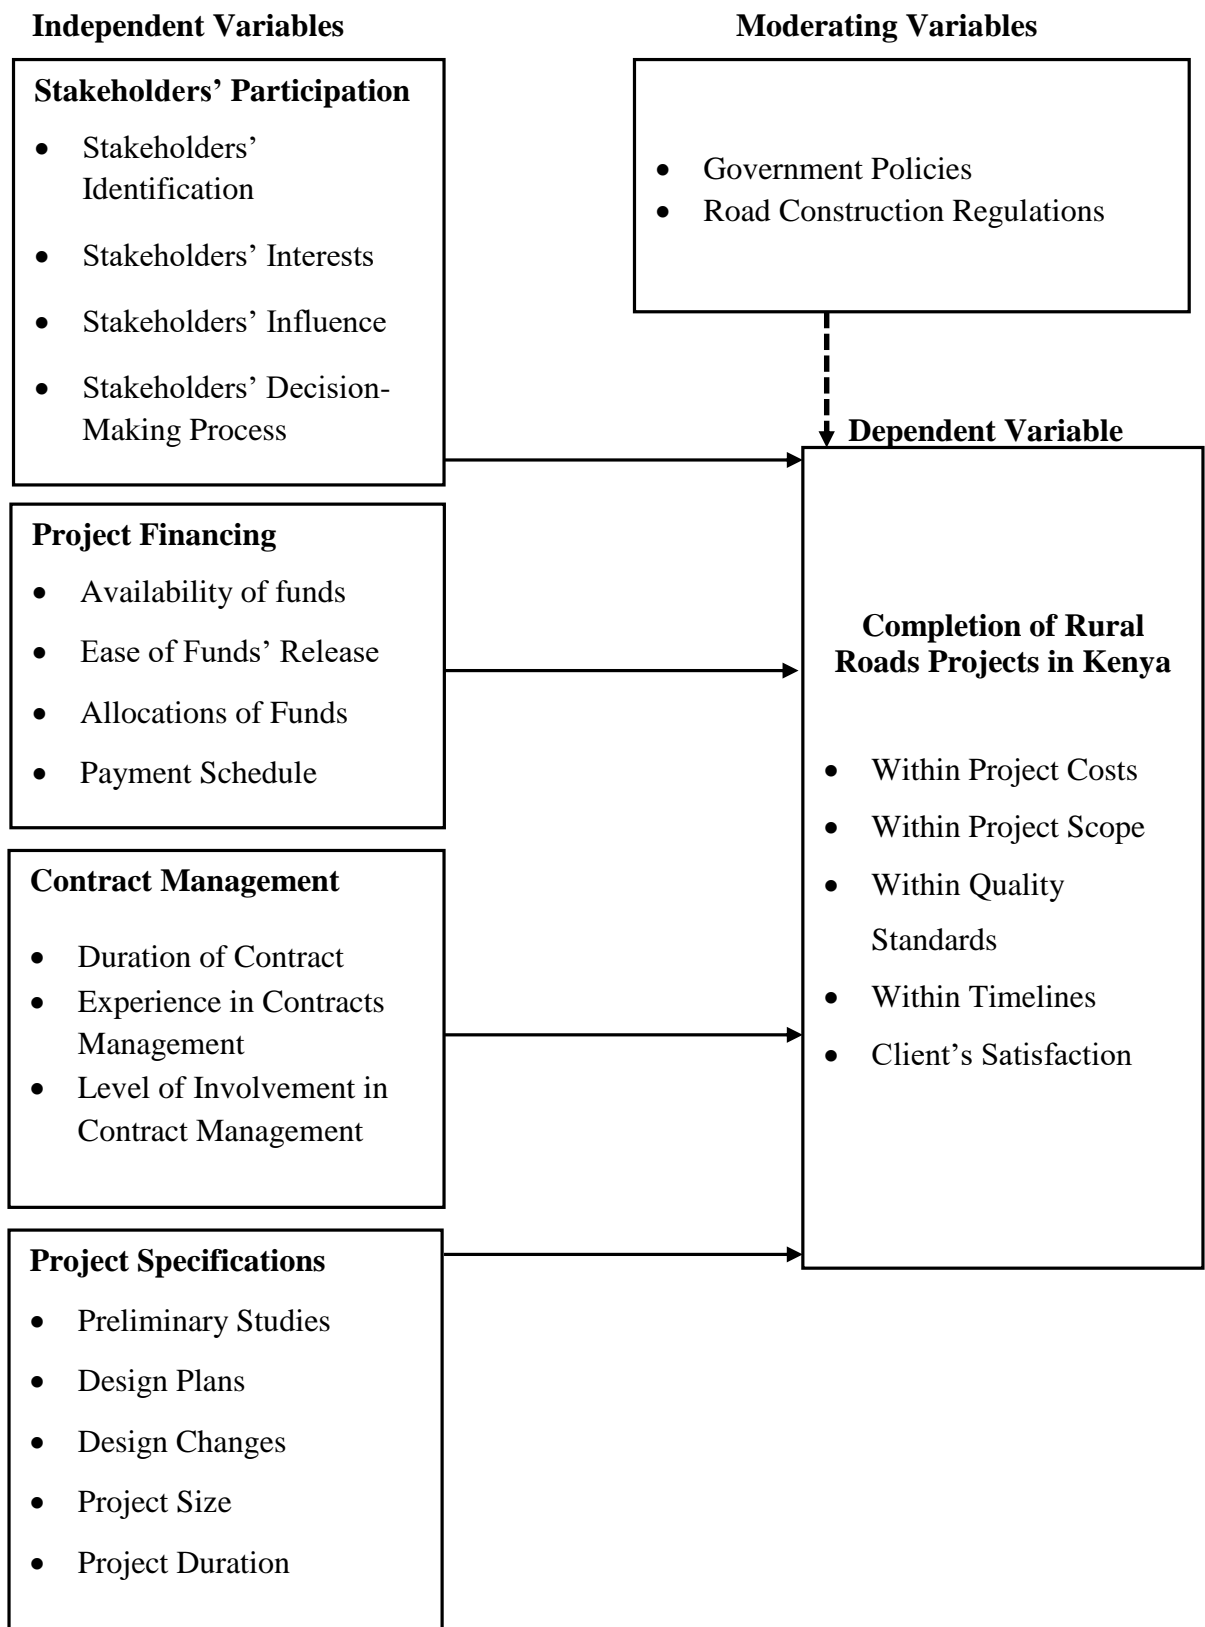 Independent Variables
Stakeholders’ Participation
• Stakeholders’
Identification
• Stakeholders’ Interests
• Stakeholders’ Influence
• Stakeholders’ Decision-
Making Process
Project Financing
• Availability of funds
• Ease of Funds’ Release
• Allocations of Funds
• Payment Schedule
Contract Management
• Duration of Contract
• Experience in Contracts
Management
• Level of Involvement in
Contract Management
Project Specifications
• Preliminary Studies
• Design Plans
• Design Changes
• Project Size
• Project Duration
Moderating Variables
• Government Policies
• Road Construction Regulations
Dependent Variable
Completion of Rural
Roads Projects in Kenya
• Within Project Costs
• Within Project Scope
• Within Quality
Standards
• Within Timelines
• Client’s Satisfaction